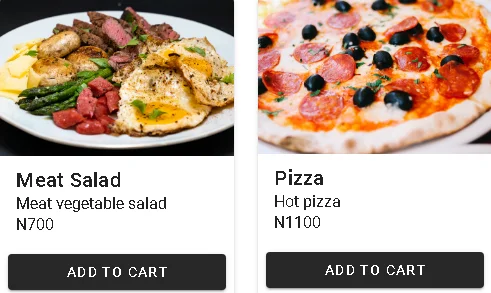 Meat Salad
Meat vegetable salad
N700
ADD TO CART
Pizza
Hot pizza
N1100
ADD TO CART